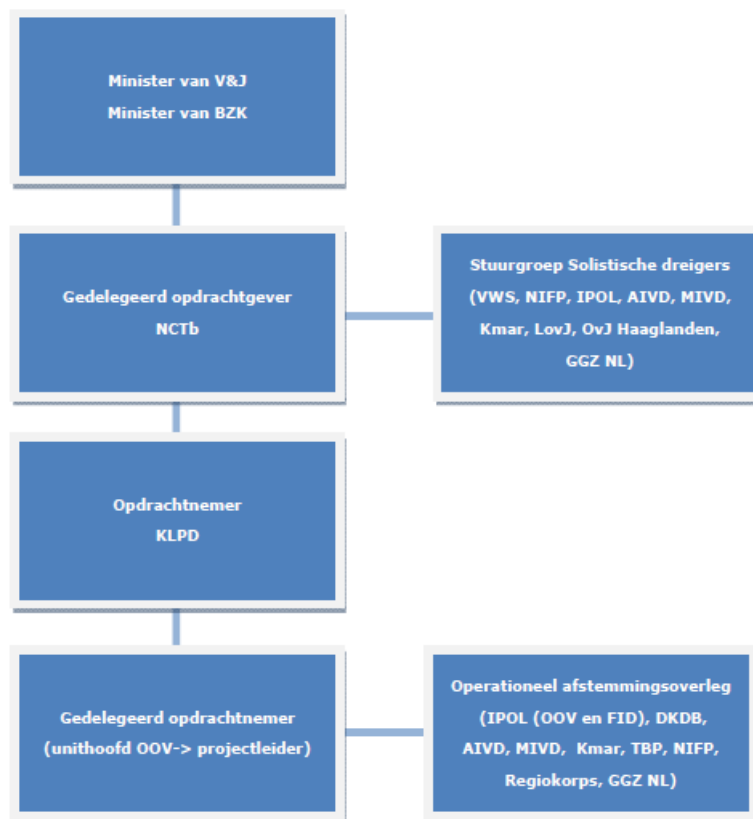 Minister van V&J
Minister van BZK
Gedelegeerd opdrachtgever
NCTb
Stuurgroep Solistische dreigers
(VWS, NIFP, IPOL, AIVD, MIVD,
Kmar, LovJ, OvJ Haaglanden,
GGZ NL)
Opdrachtnemer
KLPD
Gedelegeerd opdrachtnemer
(unithoofd OOV-> projectleider)
Operationeel afstemmingsoverleg
(IPOL (OOV en FID), DKDB,
AIVD, MIVD, Kmar, TBP, NIFP,
Regiokorps, GGZ NL)